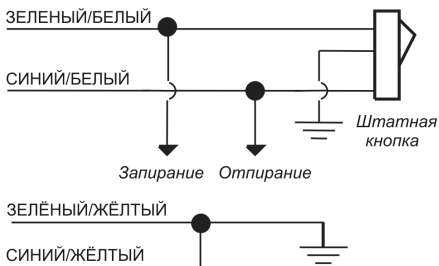 ЗЕЛЕНЫЙ/БЕЛЫЙ
СИНИЙ/БЕЛЫЙ
Штатная
кнопка
Запирание Отпирание
ЗЕЛЁНЫЙ/ЖЁЛТЫЙ
СИНИЙ/ЖЁЛТЫЙ